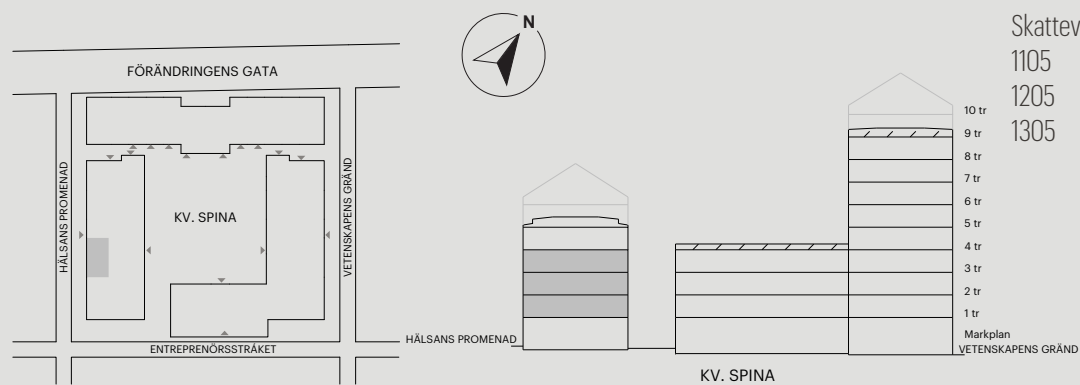 FÖRÄNDRINGENS GATA
HÄLSANS PROMENAD
KV. SPINA
VETENSKAPENS GRÄND
ENTREPRENÖRSSTRÅKET
N
10 tr
9 tr
8 tr
7 tr
6 tr
5 tr
4 tr
3 tr
2 tr
1 tr
Markplan
HÄLSANS PROMENAD
VETENSKAPENS GRÄND
KV. SPINA
Skattev
1105
1205
1305